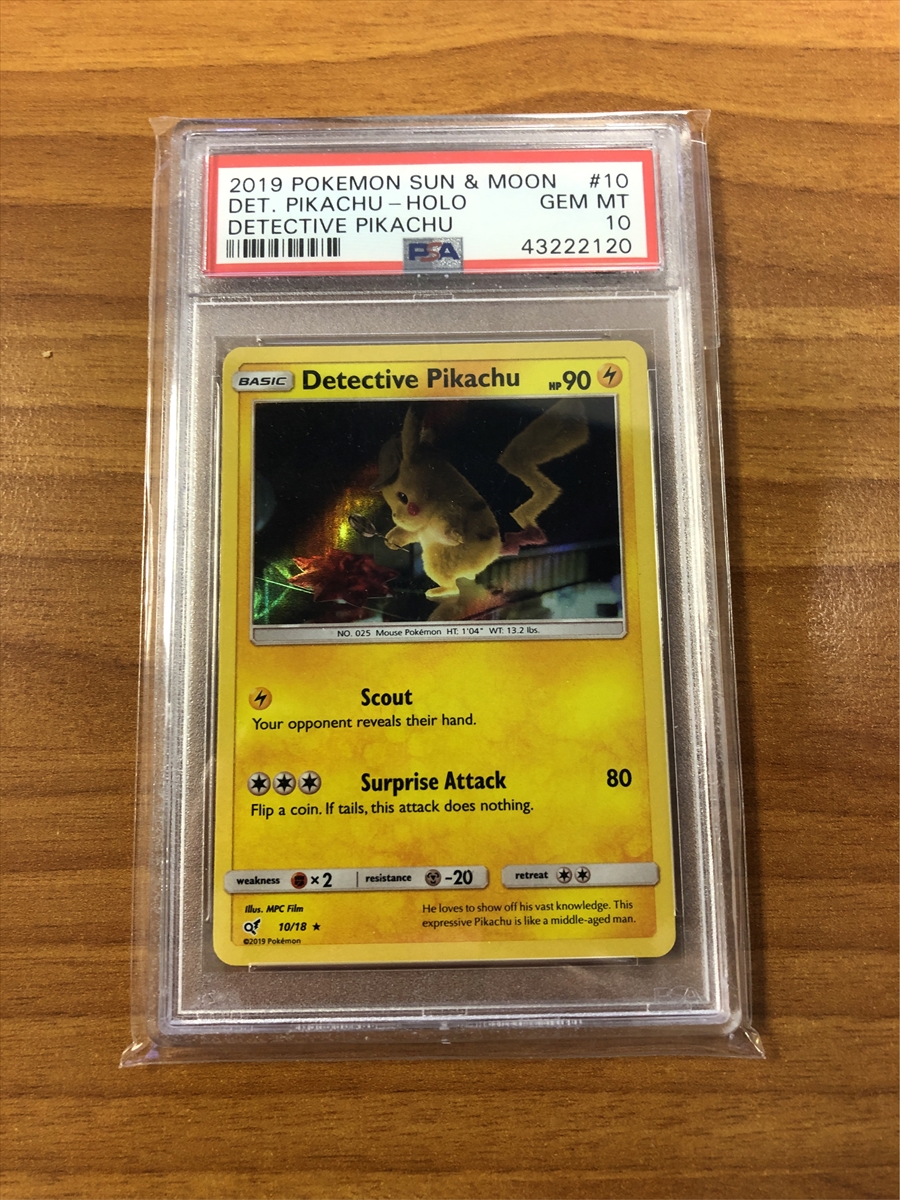 2019 POKEMON SUN & MOON #10
DET. PIKACHU - HOLO GEM MT
DETECTIVE PIKACHU 10
PSA 43222120
BASIC Detective Pikachu HP 90
NO. 025 Mouse Pokémon HT: 1'04" WT: 13.2 lbs.
Scout
Your opponent reveals their hand.
Surprise Attack 80
Flip a coin. If tails, this attack does nothing.
weakness ×2 resistance -20 retreat
Illus. MPC Film He loves to show off his vast knowledge. This
10/18 expressive Pikachu is like a middle-aged man.
©2019 Pokémon